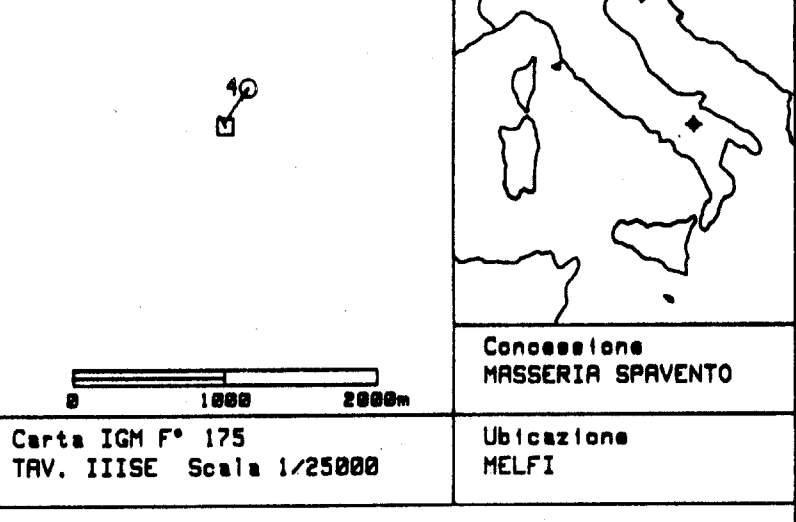 4
0 1000 2000m
Concessione
MASSERIA SPAVENTO
Carta IGM F° 175
TAV. IIISE Scala 1/25000
Ubicazione
MELFI